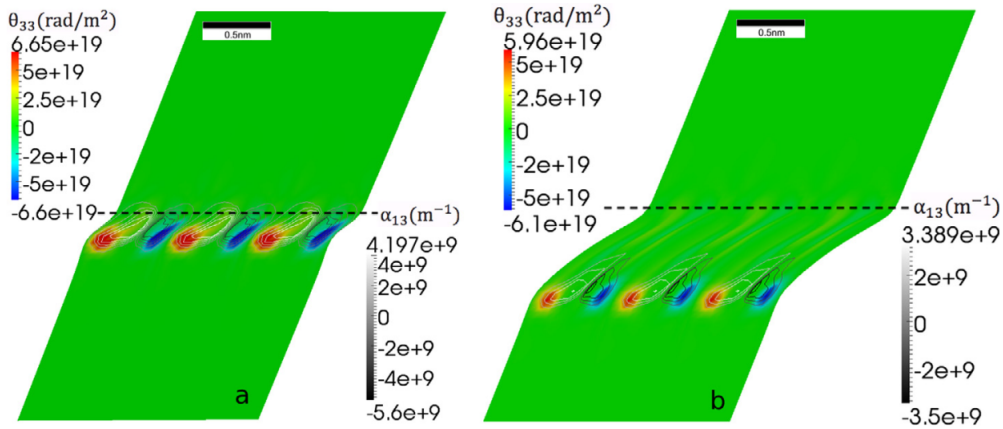 θ₃₃(rad/m²)
6.65e+19
5e+19
2.5e+19
0
-2e+19
-5e+19
-6.6e+19
0.5nm
α₁₃(m⁻¹)
4.197e+9
4e+9
2e+9
0
-2e+9
-4e+9
-5.6e+9
a
θ₃₃(rad/m²)
5.96e+19
5e+19
2.5e+19
0
-2e+19
-5e+19
-6.1e+19
0.5nm
α₁₃(m⁻¹)
3.389e+9
2e+9
0
-2e+9
-3.5e+9
b